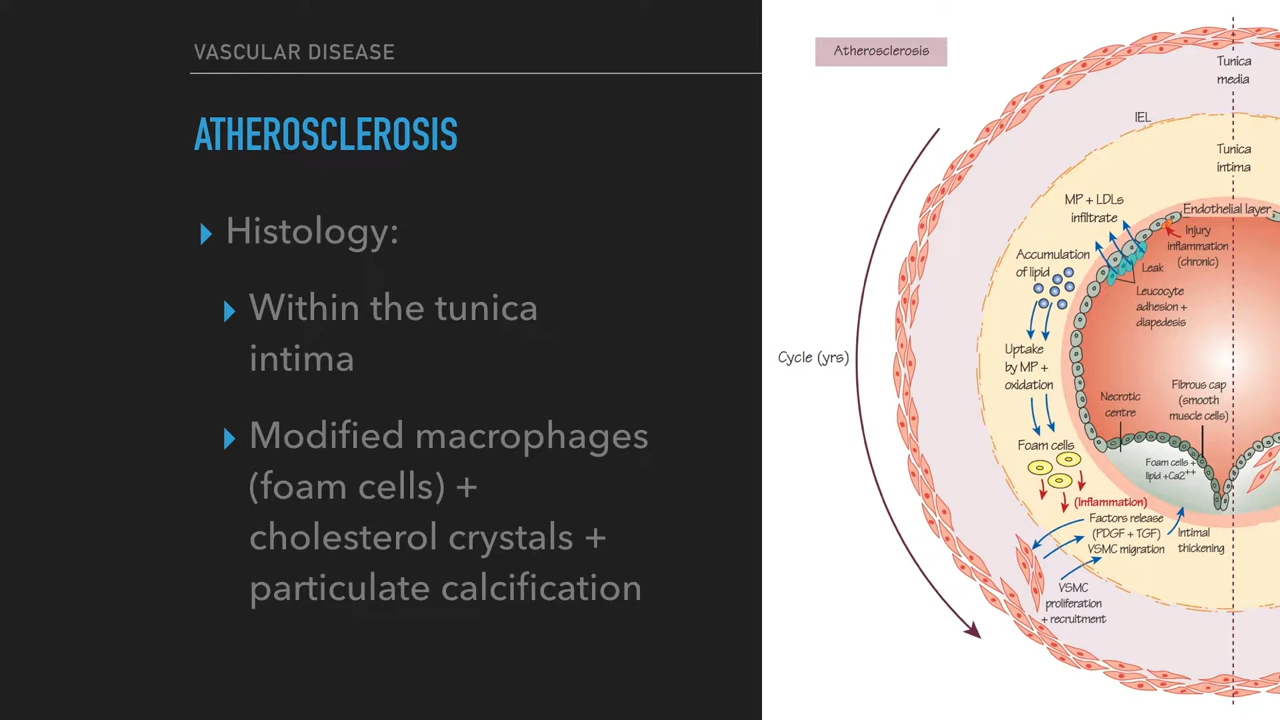 VASCULAR DISEASE
ATHEROSCLEROSIS
Histology:
Within the tunica
intima
Modified macrophages
(foam cells) +
cholesterol crystals +
particulate calcification
Atherosclerosis
Tunica
media
IEL
Tunica
intima
MP + LDLs
infiltrate
Endothelial layer
Injury
inflammation
(chronic)
Accumulation
of lipid
Leak
Leucocyte
adhesion +
diapedesis
Cycle (yrs)
Uptake
by MP +
oxidation
Necrotic
centre
Fibrous cap
(smooth
muscle cells)
Foam cells
Foam cells +
lipid +Ca2++
(Inflammation)
Factors release
(PDGF + TGF)
VSMC migration
Intimal
thickening
VSMC
proliferation
+ recruitment